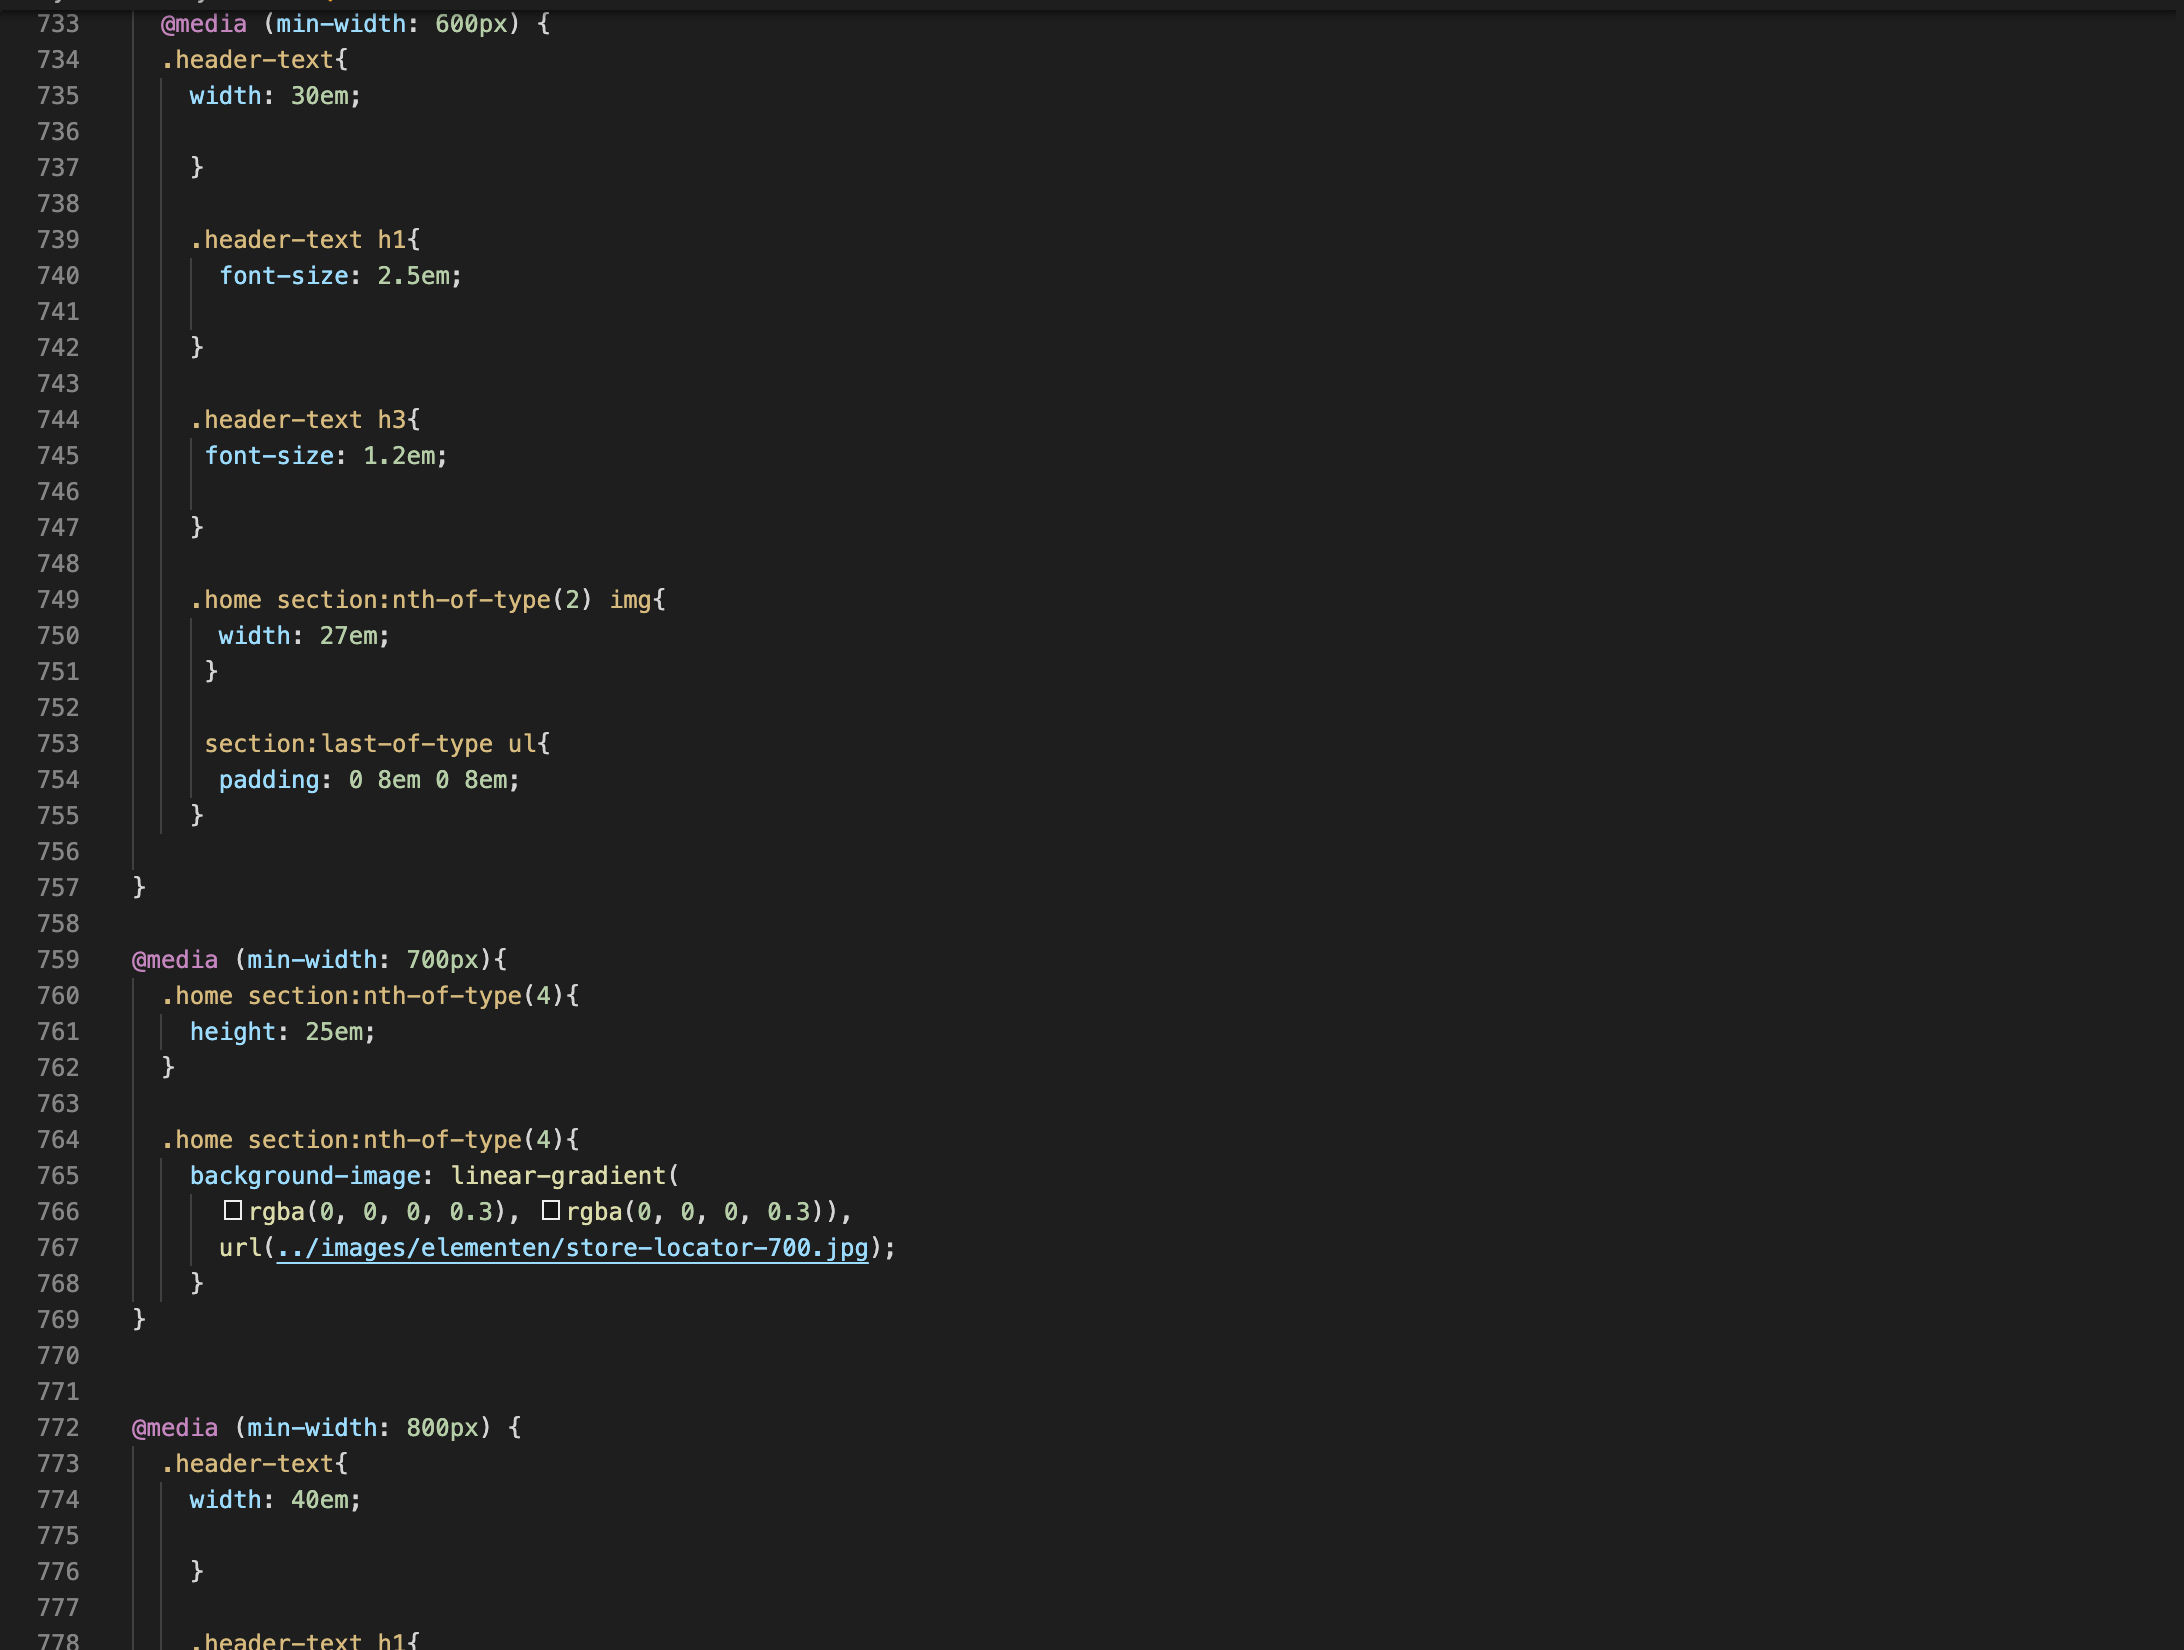 733 @media (min-width: 600px) {
734 .header-text{
735 width: 30em;
736
737 }
738
739 .header-text h1{
740 font-size: 2.5em;
741
742 }
743
744 .header-text h3{
745 font-size: 1.2em;
746
747 }
748
749 .home section:nth-of-type(2) img{
750 width: 27em;
751 }
752
753 section:last-of-type ul{
754 padding: 0 8em 0 8em;
755 }
756
757 }
758
759 @media (min-width: 700px){
760 .home section:nth-of-type(4){
761 height: 25em;
762 }
763
764 .home section:nth-of-type(4){
765 background-image: linear-gradient(
766 rgba(0, 0, 0, 0.3), rgba(0, 0, 0, 0.3)),
767 url(../images/elementen/store-locator-700.jpg);
768 }
769 }
770
771
772 @media (min-width: 800px) {
773 .header-text{
774 width: 40em;
775
776 }
777
778 .header-text h1{